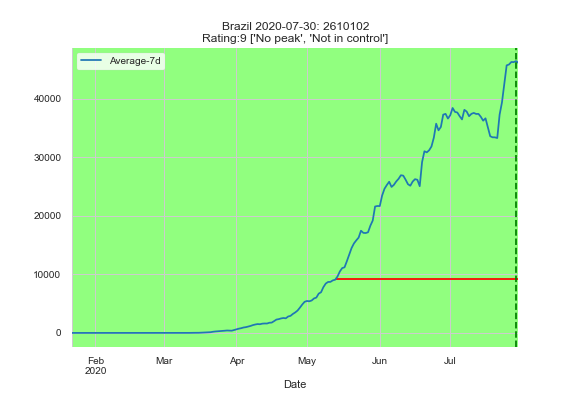 Brazil 2020-07-30: 2610102
Rating:9 ['No peak', 'Not in control']
Average-7d
40000
30000
20000
10000
0
Feb Mar Apr May Jun Jul
2020
Date